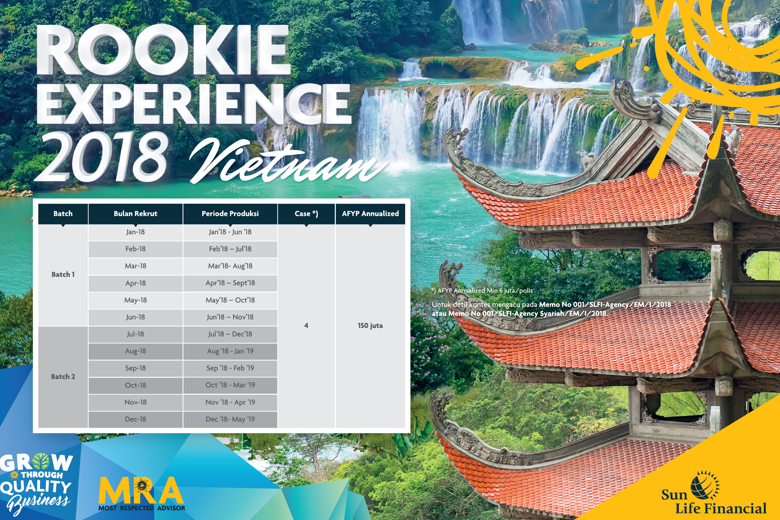 ROOKIE
EXPERIENCE
2018 Vietnam
Batch Bulan Rekrut Periode Produksi Case *) AFYP Annualized
Jan-18 Jan'18 - Jun '18
Feb-18 Feb'18 – Jul'18
Mar-18 Mar'18- Aug'18
Batch 1 Apr-18 Apr'18 – Sept'18
May-18 May'18 – Oct'18
Jun-18 Jun'18 – Nov'18
4 150 juta
Jul-18 Jul'18 – Dec'18
Aug-18 Aug '18 - Jan '19
Sep-18 Sep '18 - Feb '19
Batch 2 Oct-18 Oct '18 - Mar '19
Nov-18 Nov '18 - Apr '19
Dec-18 Dec '18- May '19
*) AFYP Annualized Min 6 juta/polis
Untuk detil kontes mengacu pada Memo No 001/SLFI-Agency/EM/I/2018
atau Memo No 001/SLFI-Agency Syariah/EM/I/2018.
GROW
THROUGH
QUALITY
Business
MRA
MOST RESPECTED ADVISOR
Sun
Life Financial